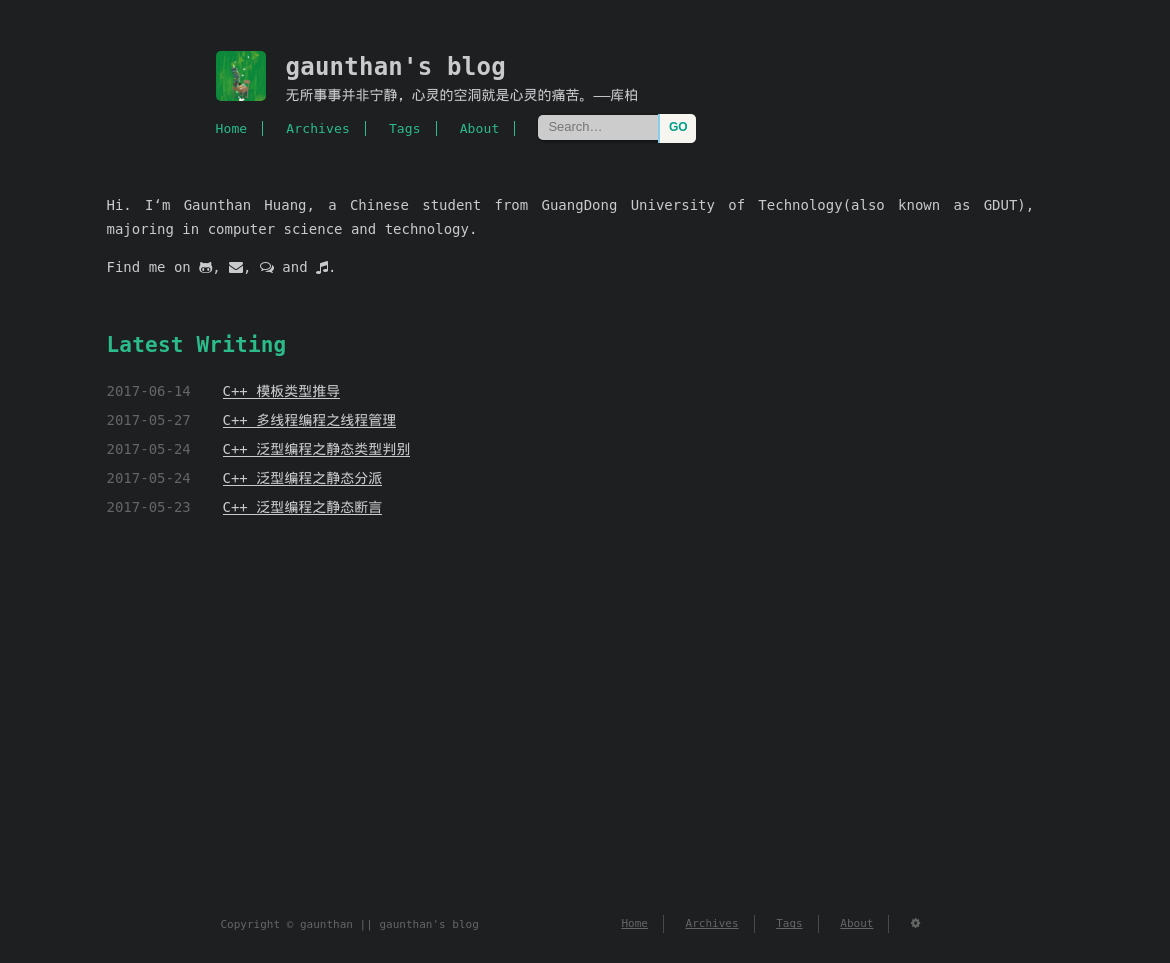 gaunthan's blog
无所事事并非宁静，心灵的空洞就是心灵的痛苦。——库柏
Home Archives Tags About Search... GO
Hi. I‘m Gaunthan Huang, a Chinese student from GuangDong University of Technology(also known as GDUT),
majoring in computer science and technology.
Find me on , , and .
Latest Writing
2017-06-14 C++ 模板类型推导
2017-05-27 C++ 多线程编程之线程管理
2017-05-24 C++ 泛型编程之静态类型判别
2017-05-24 C++ 泛型编程之静态分派
2017-05-23 C++ 泛型编程之静态断言
Copyright © gaunthan || gaunthan's blog Home Archives Tags About